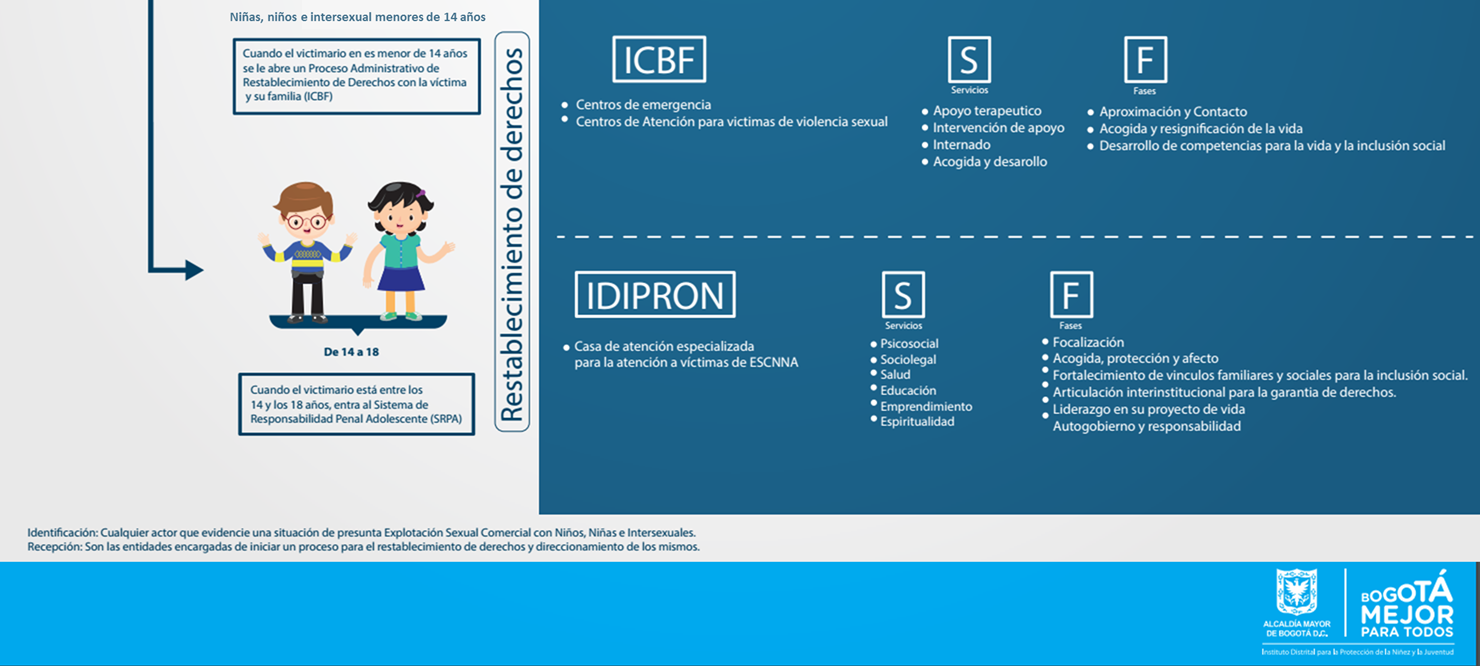 Niñas, niños e intersexual menores de 14 años
Cuando el victimario en es menor de 14 años
se le abre un Proceso Administrativo de
Restablecimiento de Derechos con la víctima
y su familia (ICBF)
De 14 a 18
Cuando el victimario está entre los
14 y los 18 años, entra al Sistema de
Responsabilidad Penal Adolescente (SRPA)
Restablecimiento de derechos
ICBF
Centros de emergencia
Centros de Atención para victimas de violencia sexual
S
Servicios
Apoyo terapeutico
Intervención de apoyo
Internado
Acogida y desarollo
F
Fases
Aproximación y Contacto
Acogida y resignificación de la vida
Desarrollo de competencias para la vida y la inclusión social
IDIPRON
Casa de atención especializada
para la atención a víctimas de ESCNNA
S
Servicios
Psicosocial
Sociolegal
Salud
Educación
Emprendimiento
Espiritualidad
F
Fases
Focalización
Acogida, protección y afecto
Fortalecimiento de vinculos familiares y sociales para la inclusión social.
Articulación interinstitucional para la garantia de derechos.
Liderazgo en su proyecto de vida
Autogobierno y responsabilidad
Identificación: Cualquier actor que evidencie una situación de presunta Explotación Sexual Comercial con Niños, Niñas e Intersexuales.
Recepción: Son las entidades encargadas de iniciar un proceso para el restablecimiento de derechos y direccionamiento de los mismos.
ALCALDÍA MAYOR
DE BOGOTÁ D.C.
BOGOTÁ
MEJOR
PARA TODOS
Instituto Distrital para la Protección de la Niñez y la Juventud